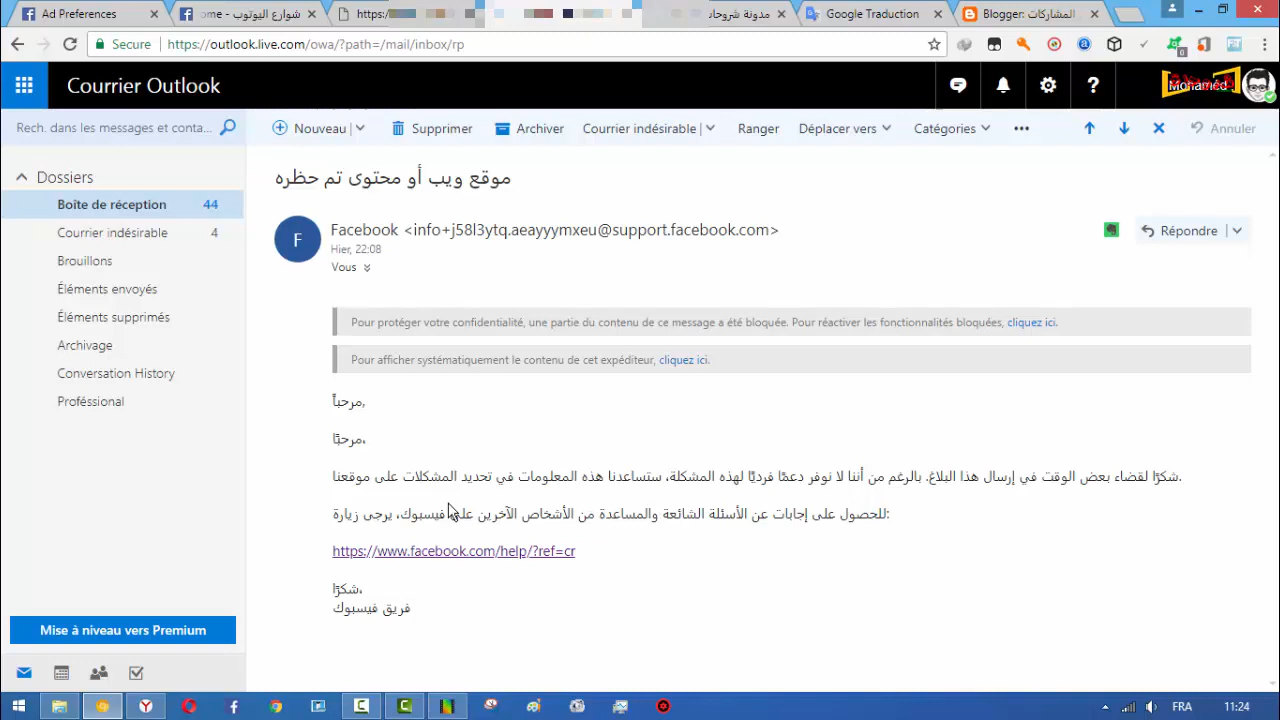 Ad Preferences
ome - شوارع اليوتوب
https:
مدونة شروحا
Google Traduction
Blogger: المشاركات
Secure
https://outlook.live.com/owa/?path=/mail/inbox/rp
Courrier Outlook
Mohamed
Rech. dans les messages et conta...
Nouveau
Supprimer
Archiver
Courrier indésirable
Ranger
Déplacer vers
Catégories
Annuler
Dossiers
Boîte de réception 44
Courrier indésirable 4
Brouillons
Éléments envoyés
Éléments supprimés
Archivage
Conversation History
Proféssional
Mise à niveau vers Premium
موقع ويب أو محتوى تم حظره
F
Facebook <info+j58l3ytq.aeayyymxeu@support.facebook.com>
Hier, 22:08
Vous
Répondre
Pour protéger votre confidentialité, une partie du contenu de ce message a été bloquée. Pour réactiver les fonctionnalités bloquées, cliquez ici.
Pour afficher systématiquement le contenu de cet expéditeur, cliquez ici.
مرحباً,
مرحبًا،
شكرًا لقضاء بعض الوقت في إرسال هذا البلاغ. بالرغم من أننا لا نوفر دعمًا فرديًا لهذه المشكلة، ستساعدنا هذه المعلومات في تحديد المشكلات على موقعنا.
للحصول على إجابات عن الأسئلة الشائعة والمساعدة من الأشخاص الآخرين على فيسبوك، يرجى زيارة:
https://www.facebook.com/help/?ref=cr
شكرًا،
فريق فيسبوك
FRA
11:24